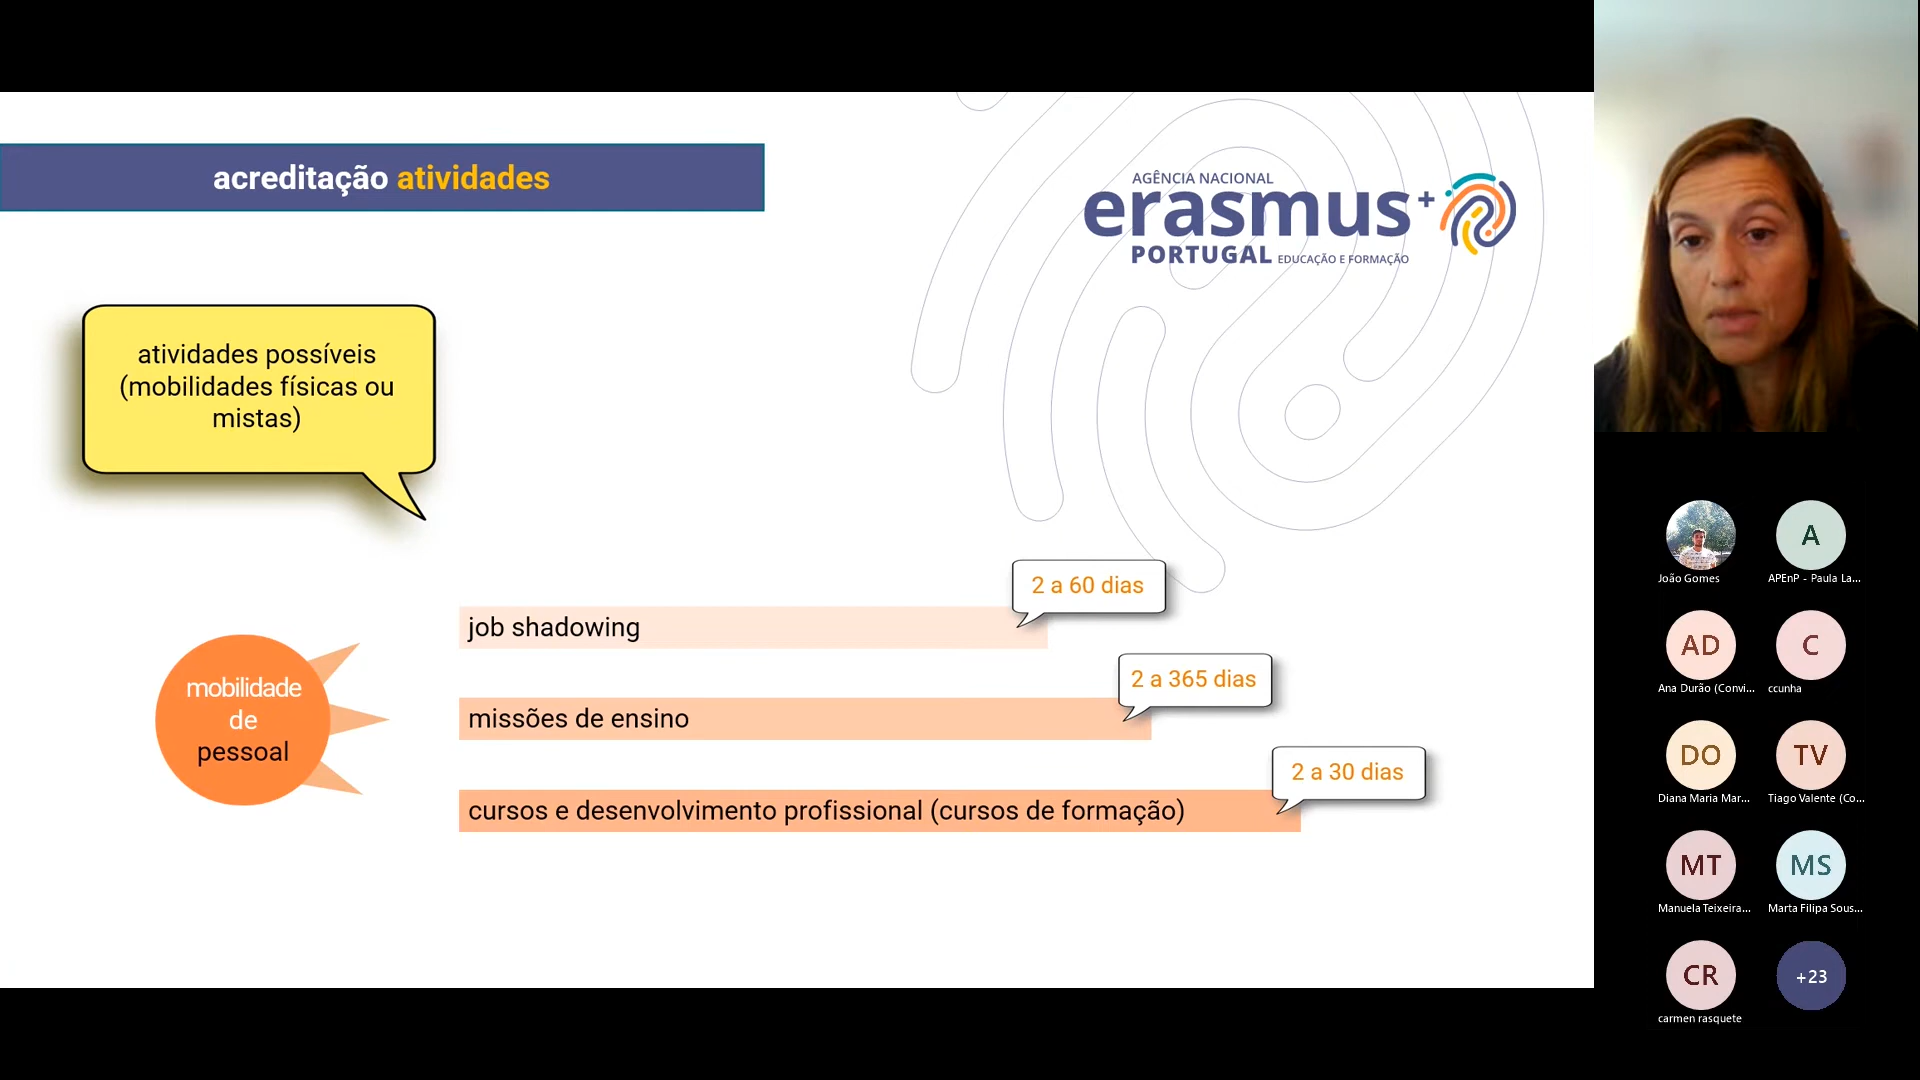 acreditação atividades
AGÊNCIA NACIONAL
erasmus+
PORTUGAL EDUCAÇÃO E FORMAÇÃO
atividades possíveis
(mobilidades físicas ou
mistas)
2 a 60 dias
job shadowing
2 a 365 dias
missões de ensino
2 a 30 dias
cursos e desenvolvimento profissional (cursos de formação)
mobilidade
de
pessoal
João Gomes
A
APEnP - Paula La...
AD
Ana Durão (Convi...
C
ccunha
DO
Diana Maria Mar...
TV
Tiago Valente (Co...
MT
Manuela Teixeira...
MS
Marta Filipa Sous...
CR
carmen rasquete
+23